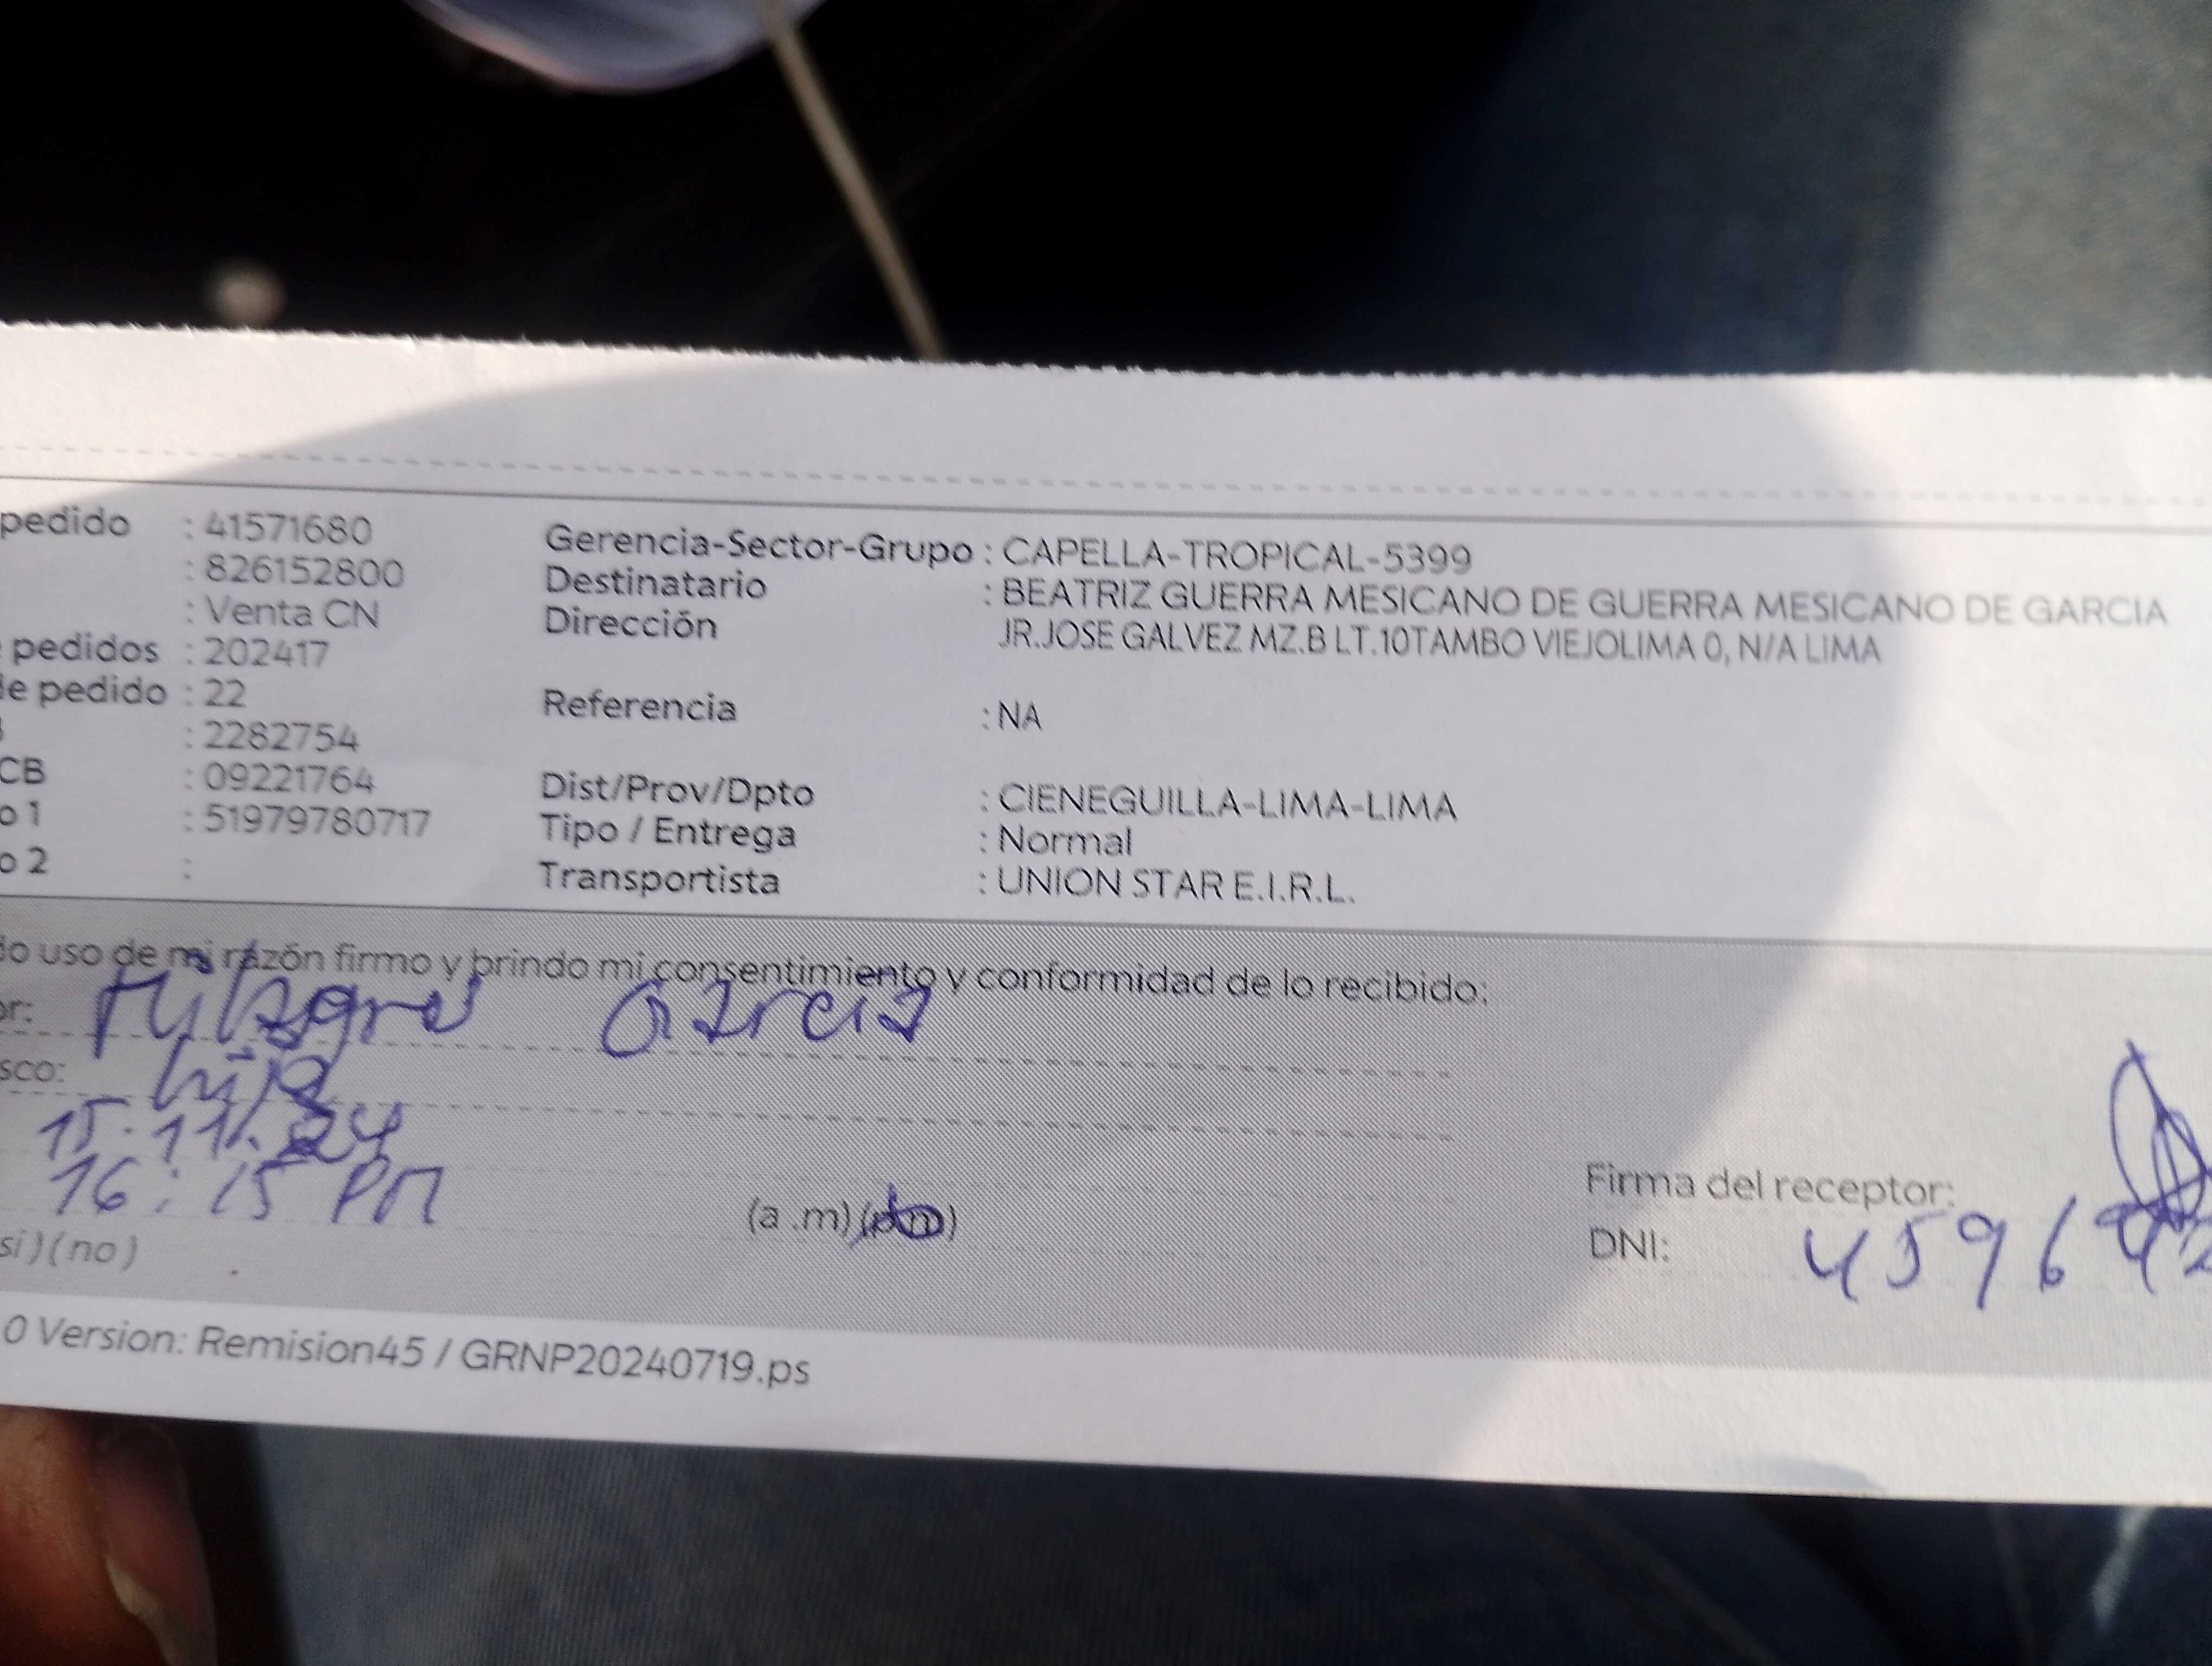 pedido : 41571680
: 826152800
: Venta CN
pedidos : 202417
de pedido : 22
: 2282754
CB : 09221764
o 1 : 51979780717
o 2 :
Gerencia-Sector-Grupo : CAPELLA-TROPICAL-5399
Destinatario : BEATRIZ GUERRA MESICANO DE GUERRA MESICANO DE GARCIA
Dirección JR.JOSE GALVEZ MZ.B LT.10TAMBO VIEJOLIMA 0, N/A LIMA
Referencia : NA
Dist/Prov/Dpto : CIENEGUILLA-LIMA-LIMA
Tipo / Entrega : Normal
Transportista : UNION STAR E.I.R.L.
do uso de mi razón firmo y brindo mi consentimiento y conformidad de lo recibido:
or: Milagros Garcia
sco: hija
15.11.24
16:15 PM (a .m) (p.m)
si ) ( no )
Firma del receptor:
DNI: 4596
0 Version: Remision45 / GRNP20240719.ps